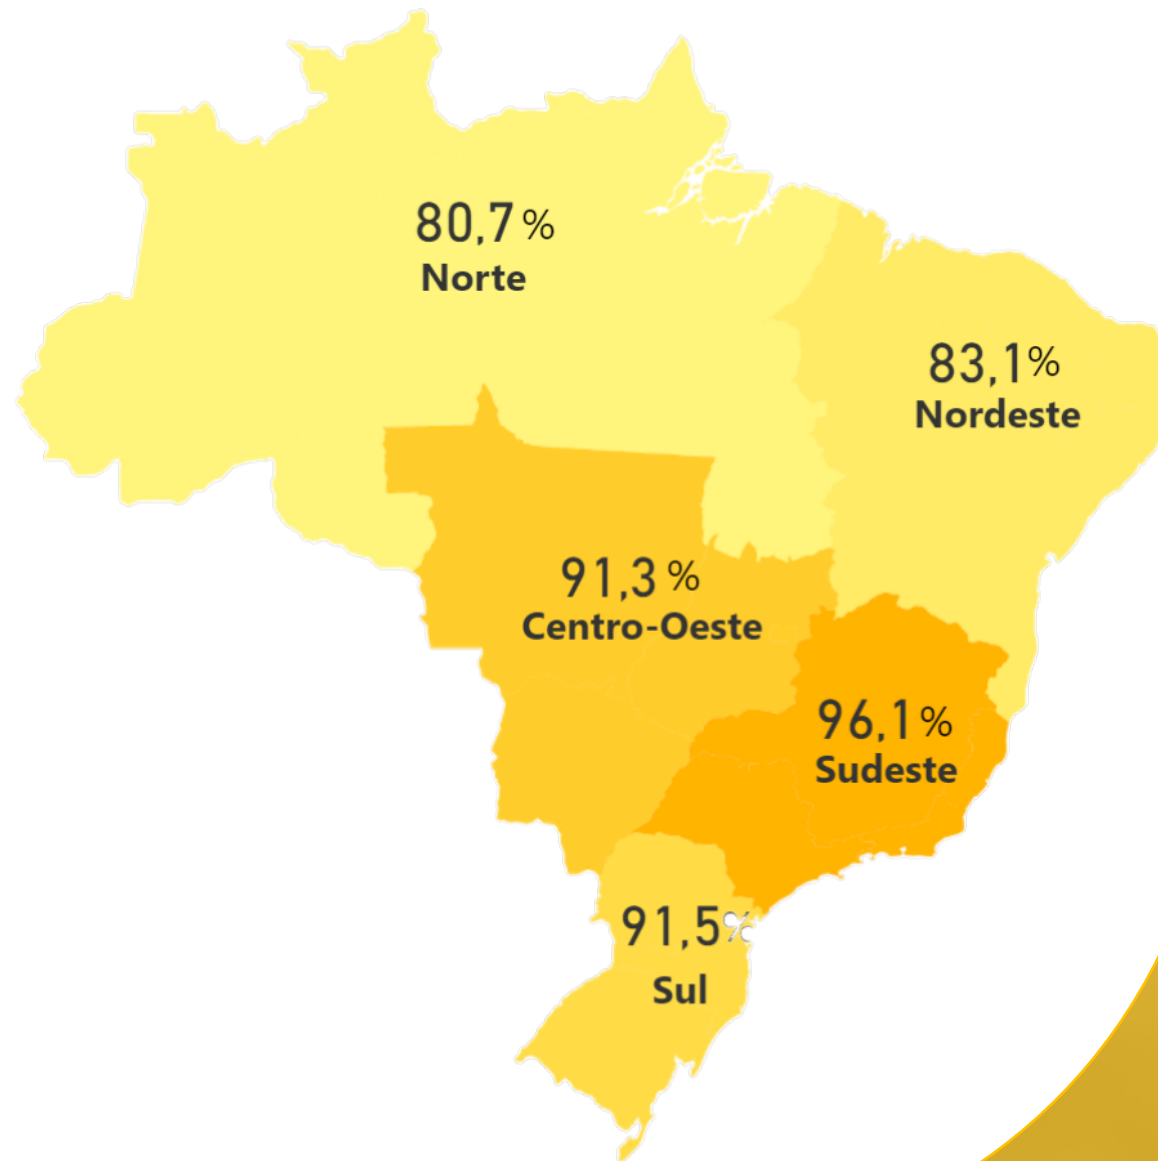 80,7 %
Norte
83,1%
Nordeste
91,3 %
Centro-Oeste
96,1%
Sudeste
91,5%
Sul